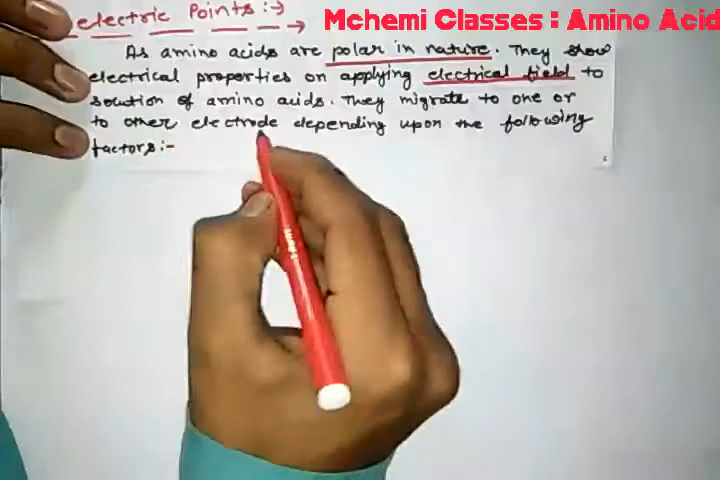 electric Points :->
Mchemi Classes : Amino Acid
As amino acids are polar in nature. They show
electrical properties on applying electrical field to
solution of amino acids. They migrate to one or
to other electrode depending upon the following
factors:-